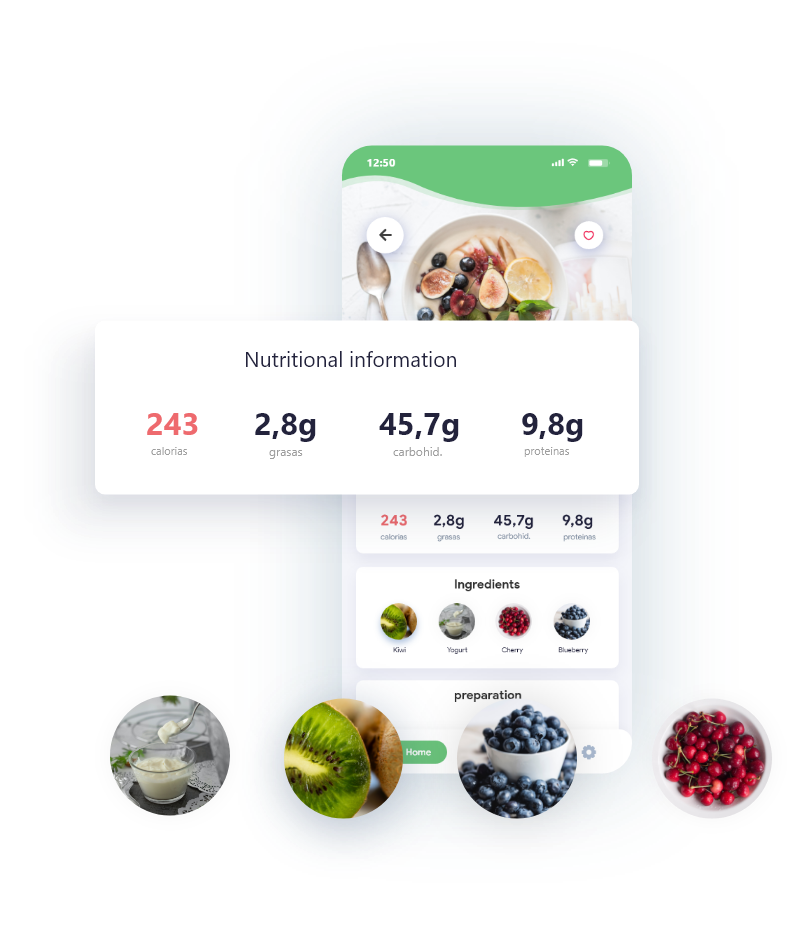 12:50
Nutritional information
243 2,8g 45,7g 9,8g
calorias grasas carbohid. proteinas
243 2,8g 45,7g 9,8g
calorias grasas carbohid. proteinas
Ingredients
Kiwi Yogurt Cherry Blueberry
preparation
Home